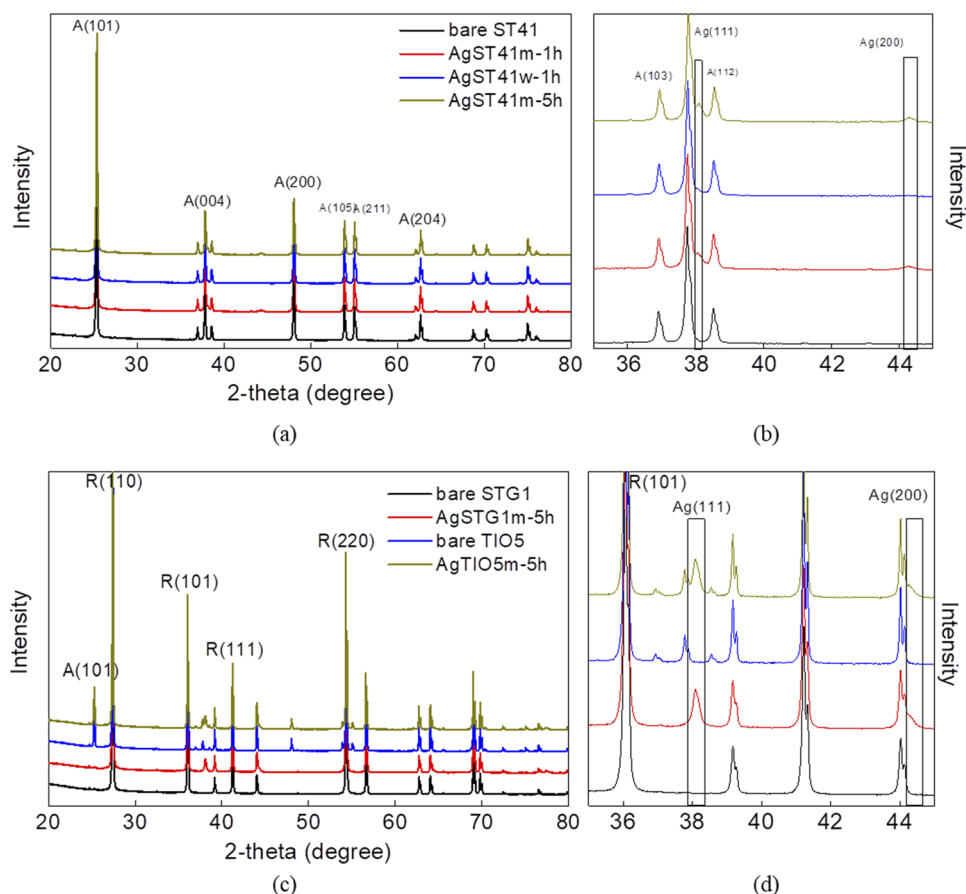 A(101)
bare ST41
AgST41m-1h
AgST41w-1h
AgST41m-5h
A(004)
A(200)
A(105)
A(211)
A(204)
Intensity
20 30 40 50 60 70 80
2-theta (degree)
(a)
Ag(111)
Ag(200)
A(103)
A(112)
Intensity
36 38 40 42 44
(b)
R(110)
bare STG1
AgSTG1m-5h
bare TIO5
AgTIO5m-5h
R(220)
R(101)
R(111)
A(101)
Intensity
20 30 40 50 60 70 80
2-theta (degree)
(c)
R(101)
Ag(111)
Ag(200)
Intensity
36 38 40 42 44
(d)